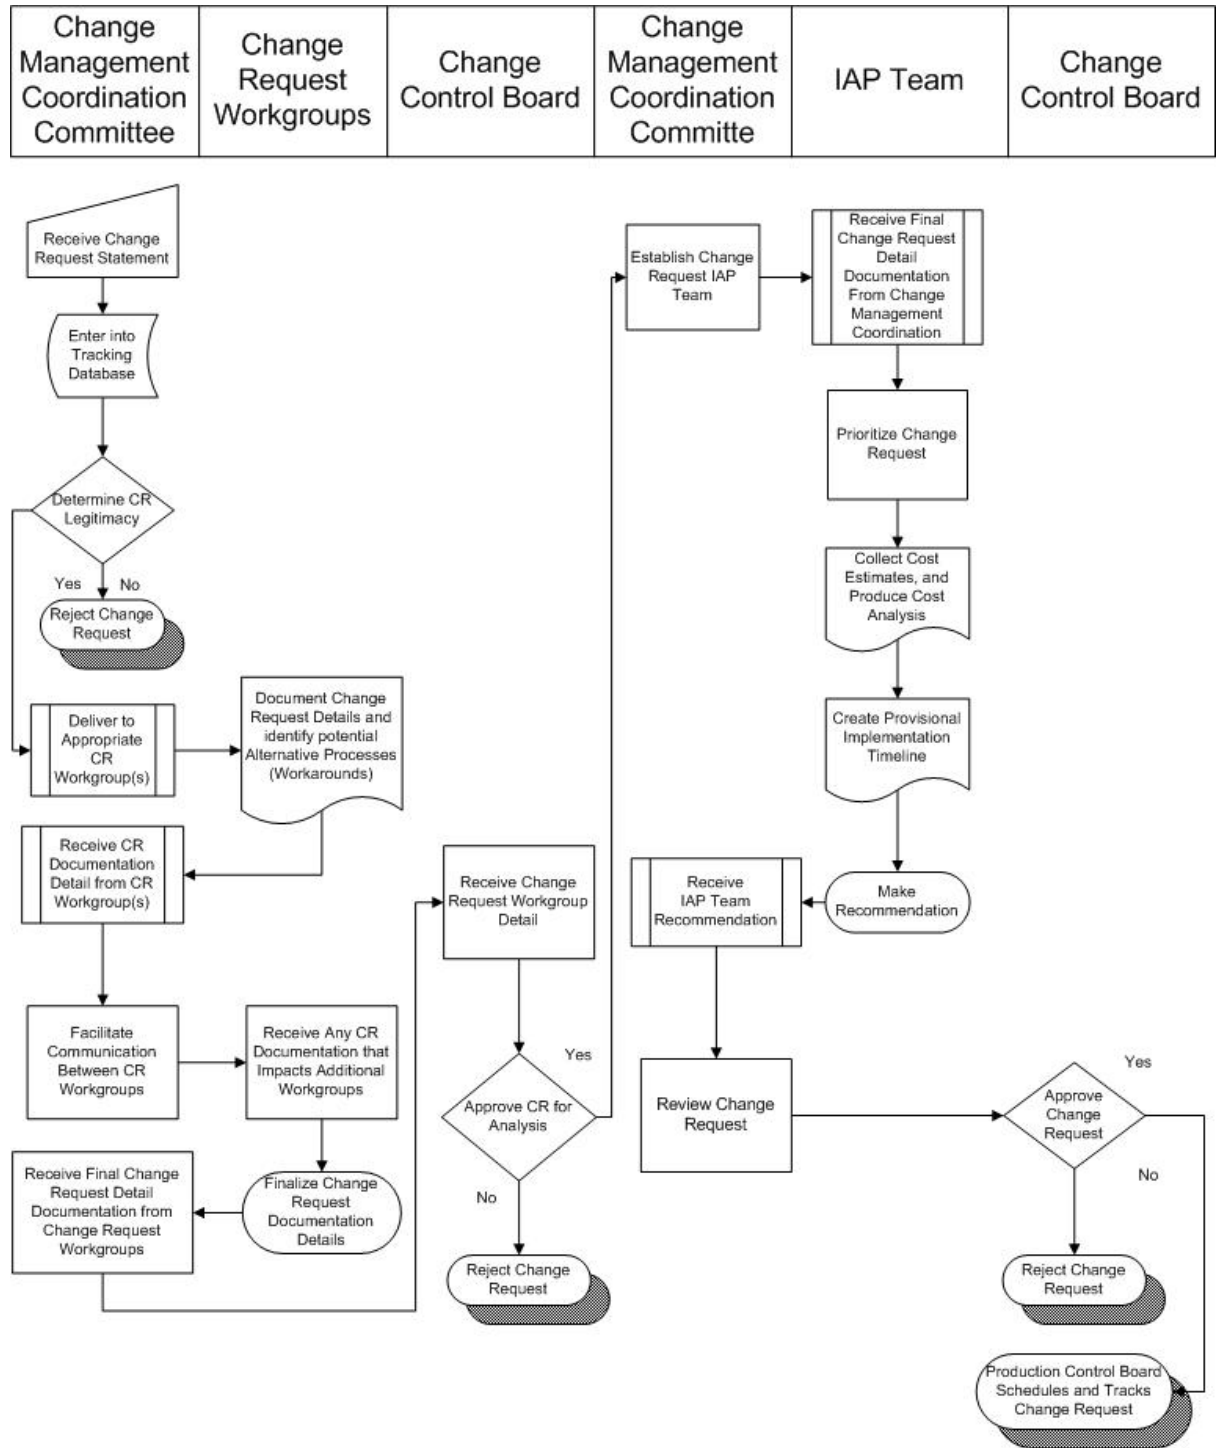 Change
Management
Coordination
Committee
Change
Request
Workgroups
Change
Control Board
Change
Management
Coordination
Committe
IAP Team
Change
Control Board
Receive Change
Request Statement
Enter into
Tracking
Database
Determine CR
Legitimacy
Yes
No
Reject Change
Request
Deliver to
Appropriate
CR
Workgroup(s)
Document Change
Request Details and
identify potential
Alternative Processes
(Workarounds)
Receive CR
Documentation
Detail from CR
Workgroup(s)
Facilitate
Communication
Between CR
Workgroups
Receive Any CR
Documentation that
Impacts Additional
Workgroups
Finalize Change
Request
Documentation
Details
Receive Final Change
Request Detail
Documentation from
Change Request
Workgroups
Receive Change
Request Workgroup
Detail
Approve CR for
Analysis
Yes
No
Reject Change
Request
Establish Change
Request IAP
Team
Receive Final
Change Request
Detail
Documentation
From Change
Management
Coordination
Prioritize Change
Request
Collect Cost
Estimates, and
Produce Cost
Analysis
Create Provisional
Implementation
Timeline
Make
Recommendation
Receive
IAP Team
Recommendation
Review Change
Request
Approve
Change
Request
Yes
No
Reject Change
Request
Production Control Board
Schedules and Tracks
Change Request